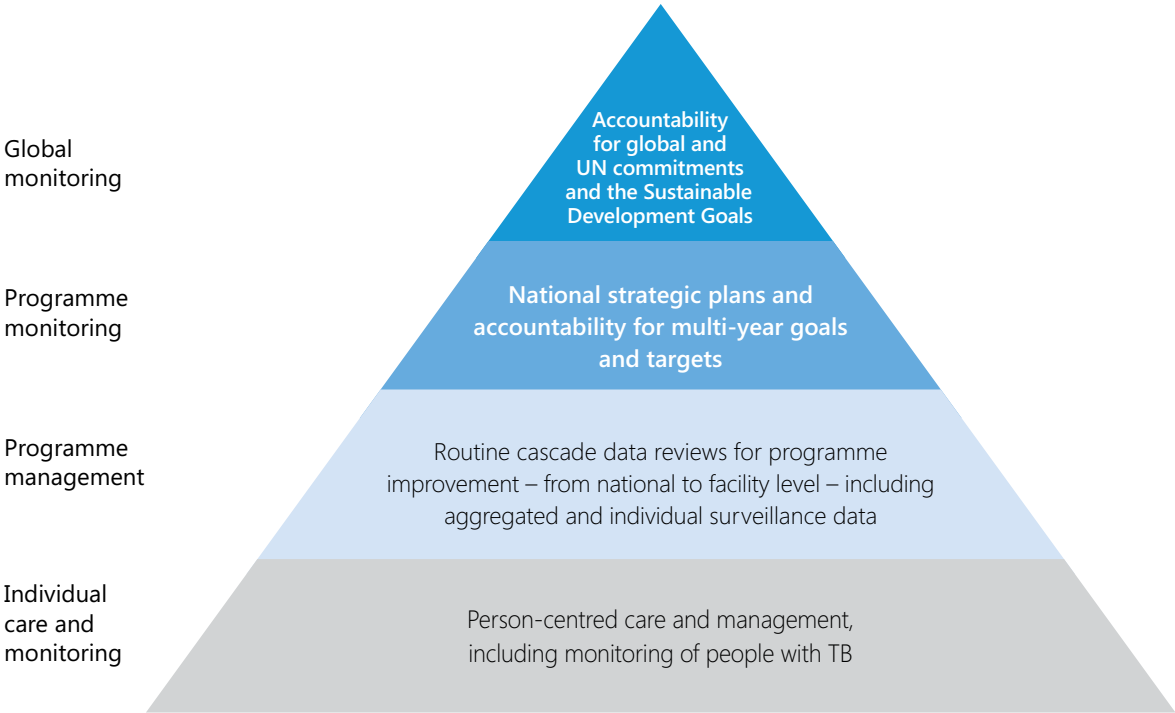 Global
monitoring
Accountability
for global and
UN commitments
and the Sustainable
Development Goals
Programme
monitoring
National strategic plans and
accountability for multi-year goals
and targets
Programme
management
Routine cascade data reviews for programme
improvement – from national to facility level – including
aggregated and individual surveillance data
Individual
care and
monitoring
Person-centred care and management,
including monitoring of people with TB